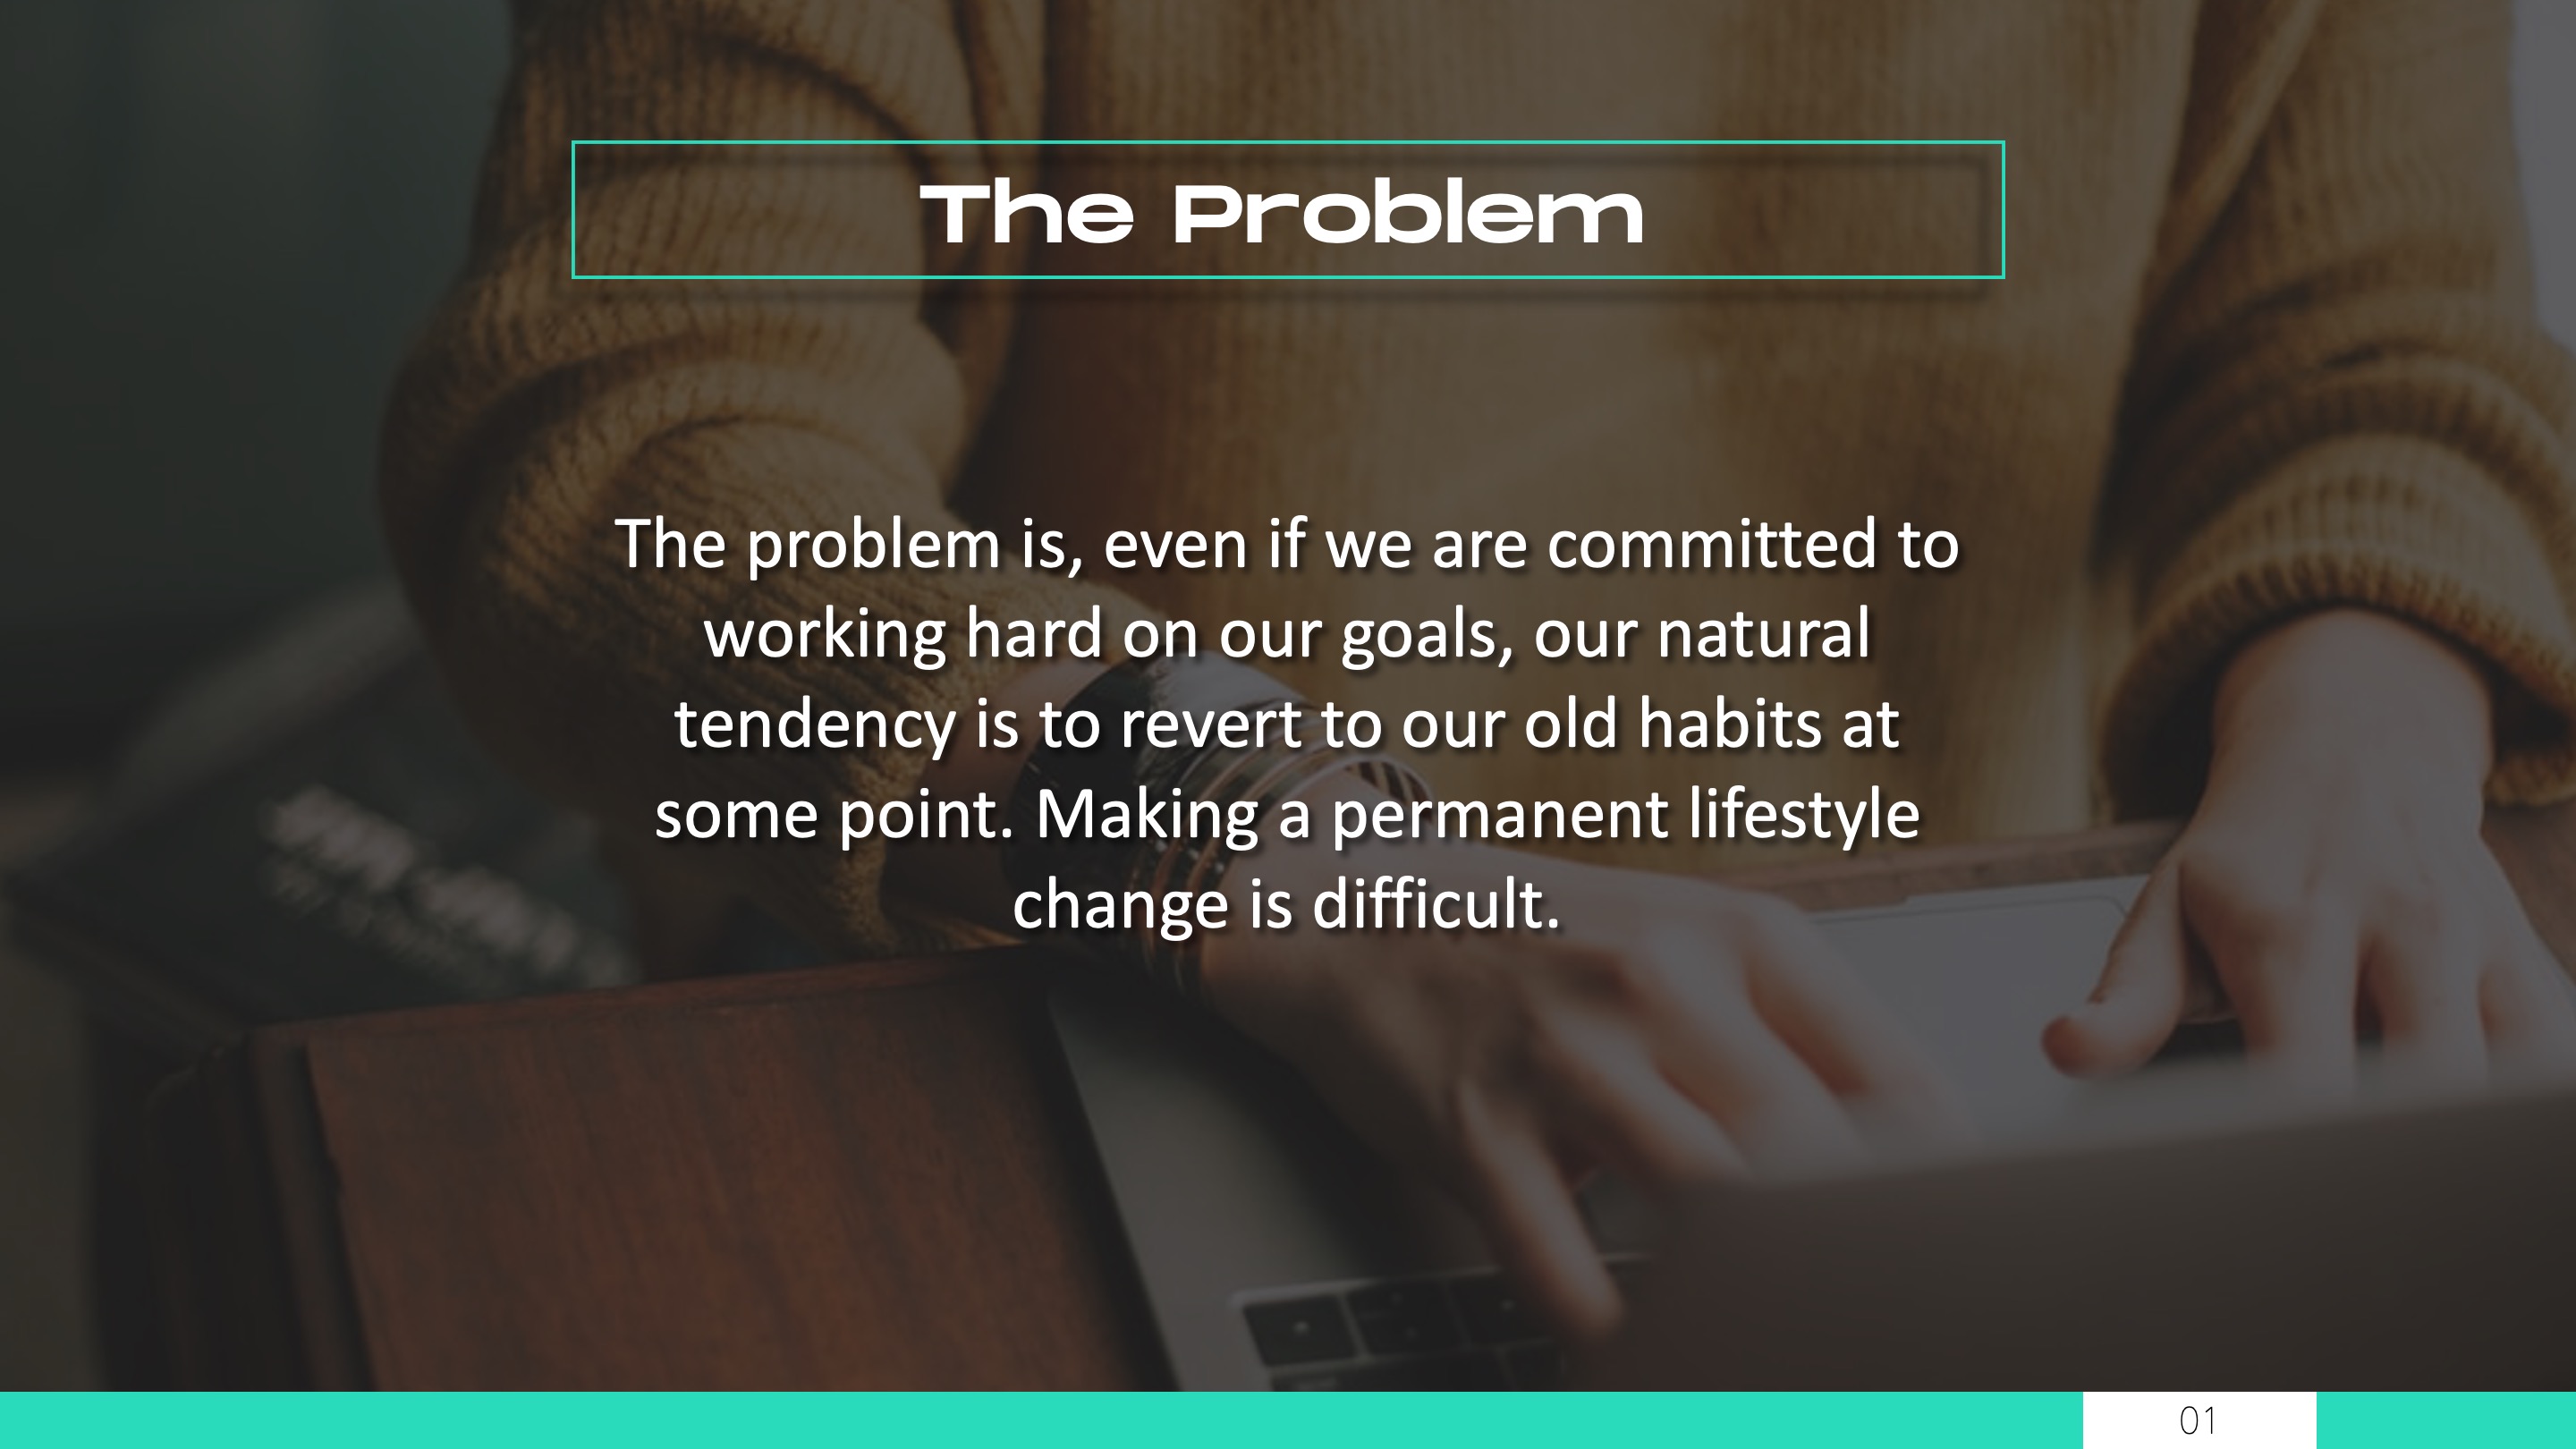 The Problem
The problem is, even if we are committed to
working hard on our goals, our natural
tendency is to revert to our old habits at
some point. Making a permanent lifestyle
change is difficult.
01